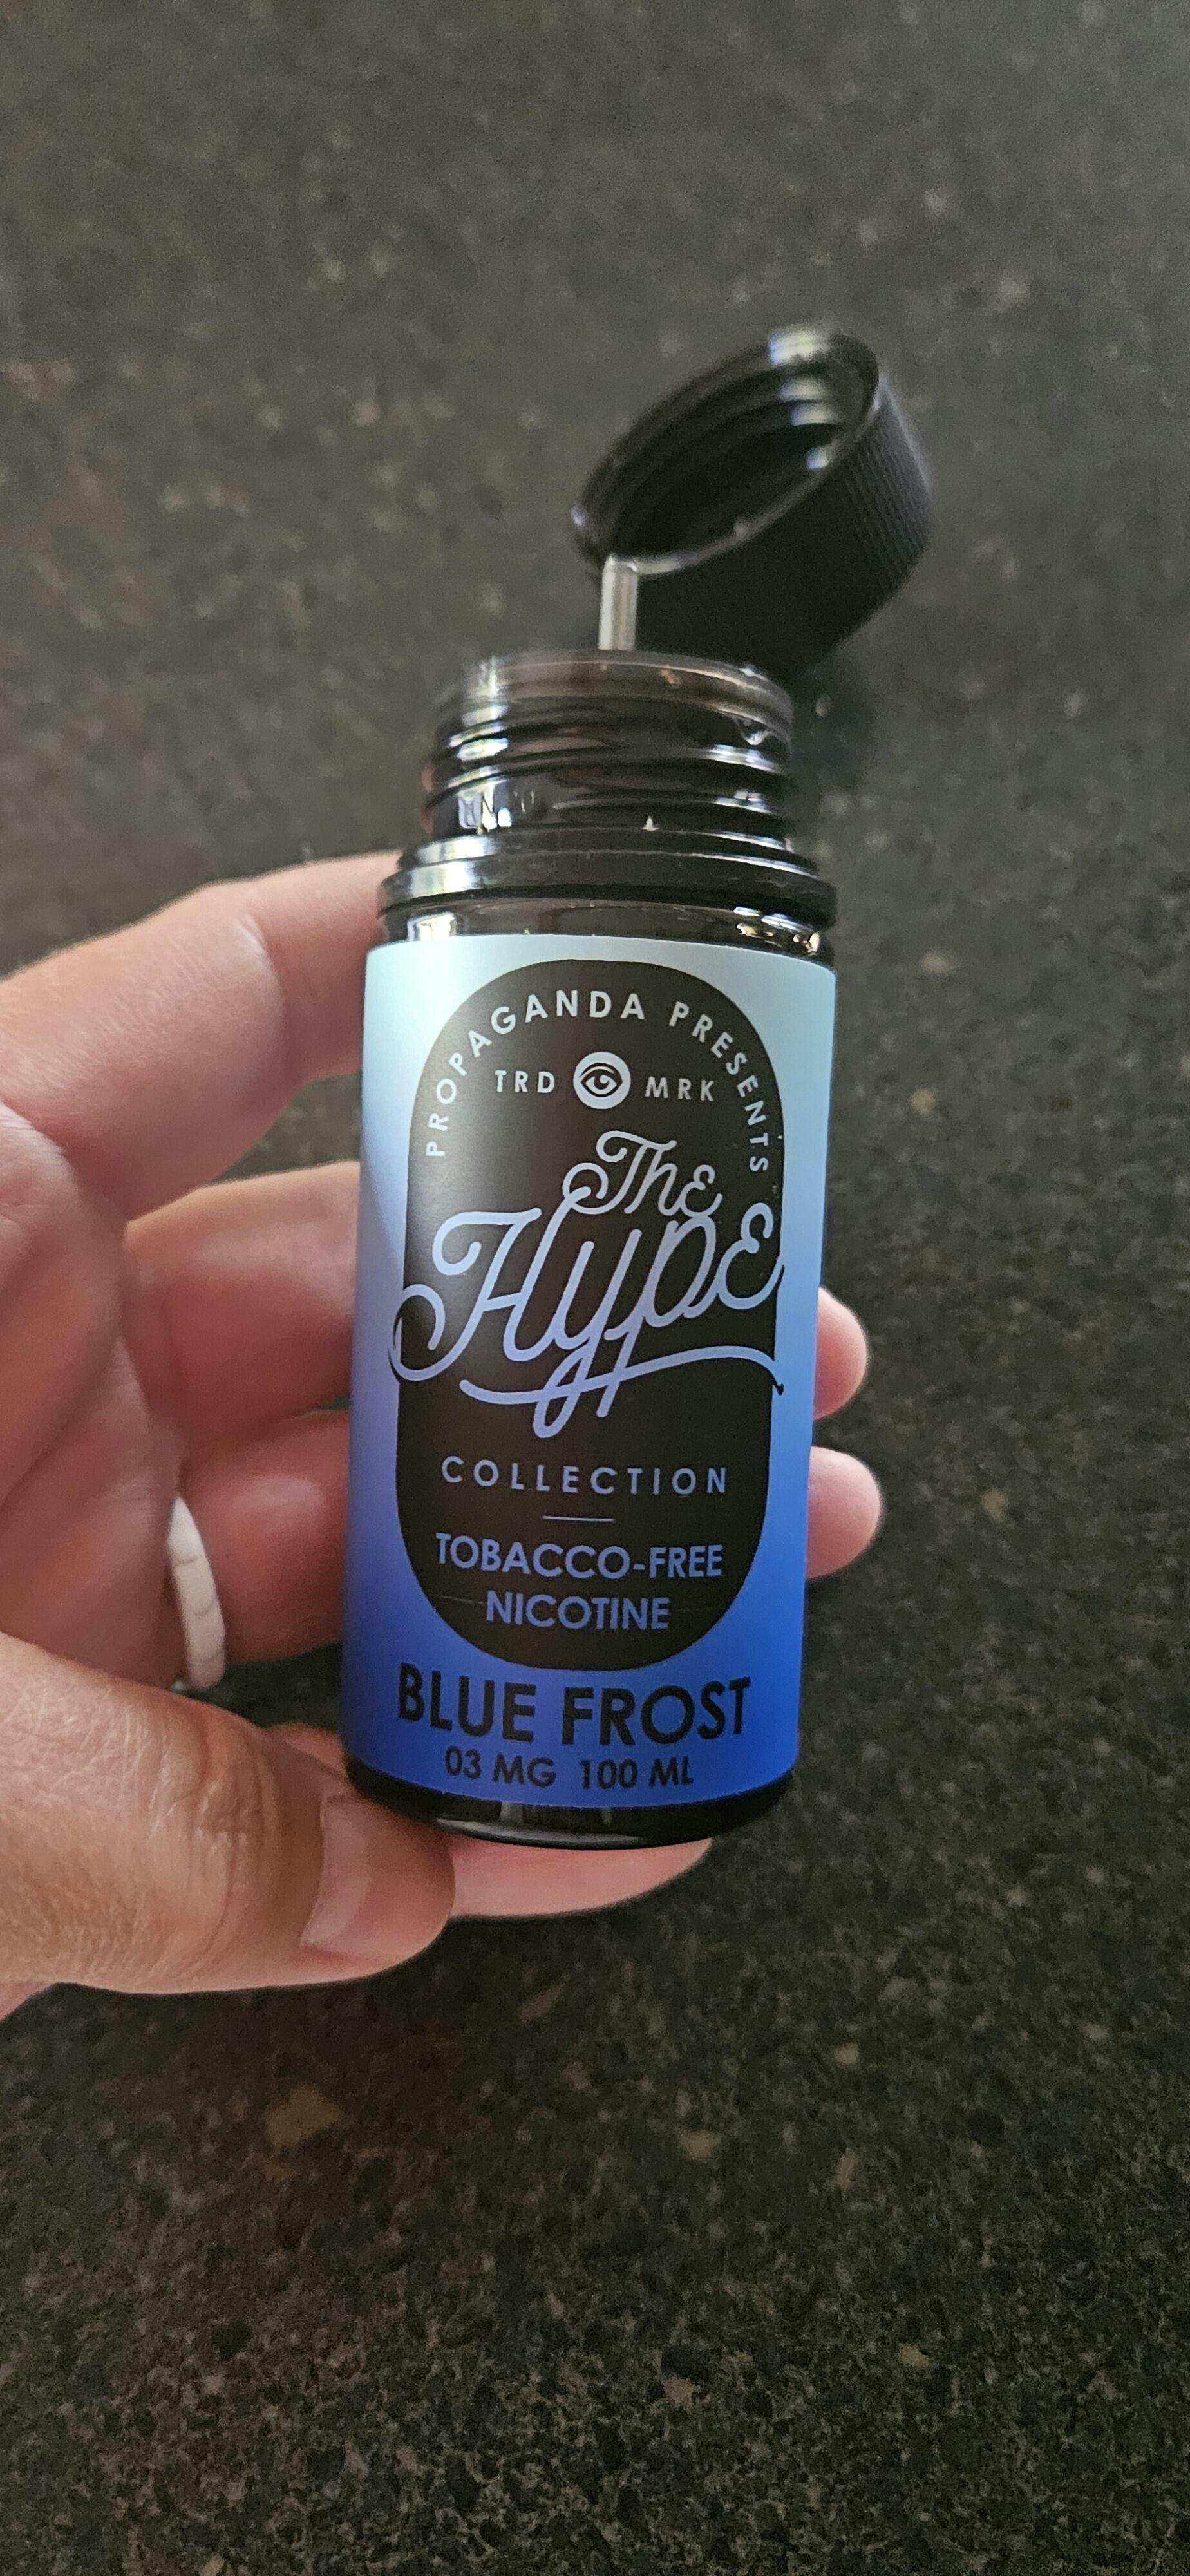 PROPAGANDA PRESENTS
TRD MRK
The
Hype
COLLECTION
TOBACCO-FREE
NICOTINE
BLUE FROST
03 MG 100 ML